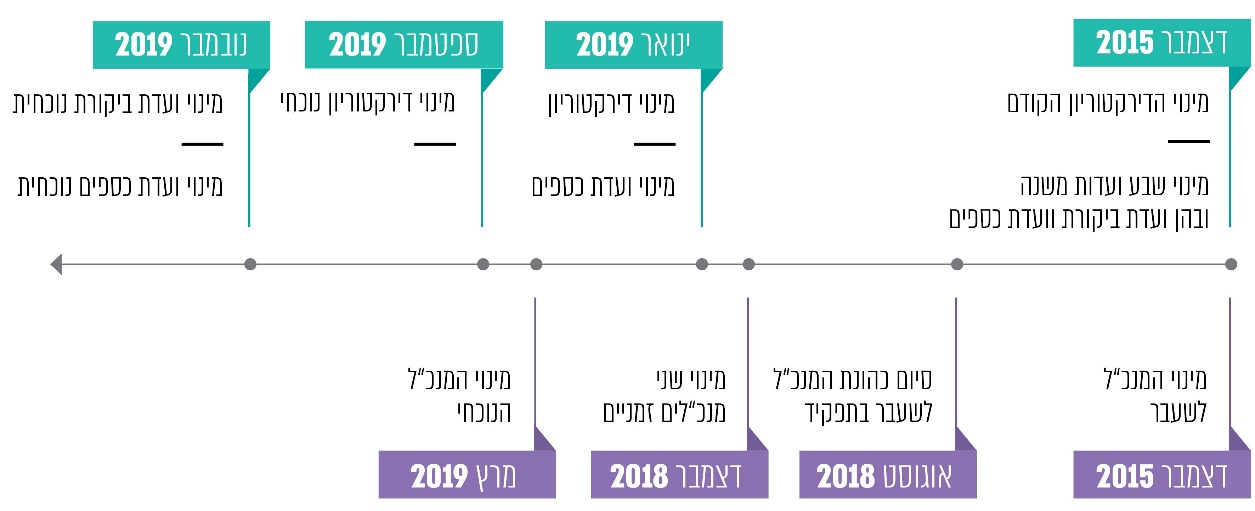 דצמבר 2015
מינוי הדירקטוריון הקודם
מינוי שבע ועדות משנה
ובהן ועדת ביקורת וועדת כספים
ינואר 2019
מינוי דירקטוריון
מינוי ועדת כספים
ספטמבר 2019
מינוי דירקטוריון נוכחי
נובמבר 2019
מינוי ועדת ביקורת נוכחית
מינוי ועדת כספים נוכחית
מינוי המנכ"ל
לשעבר
דצמבר 2015
סיום כהונת המנכ"ל
לשעבר בתפקיד
אוגוסט 2018
מינוי שני
מנכ"לים זמניים
דצמבר 2018
מינוי המנכ"ל
הנוכחי
מרץ 2019